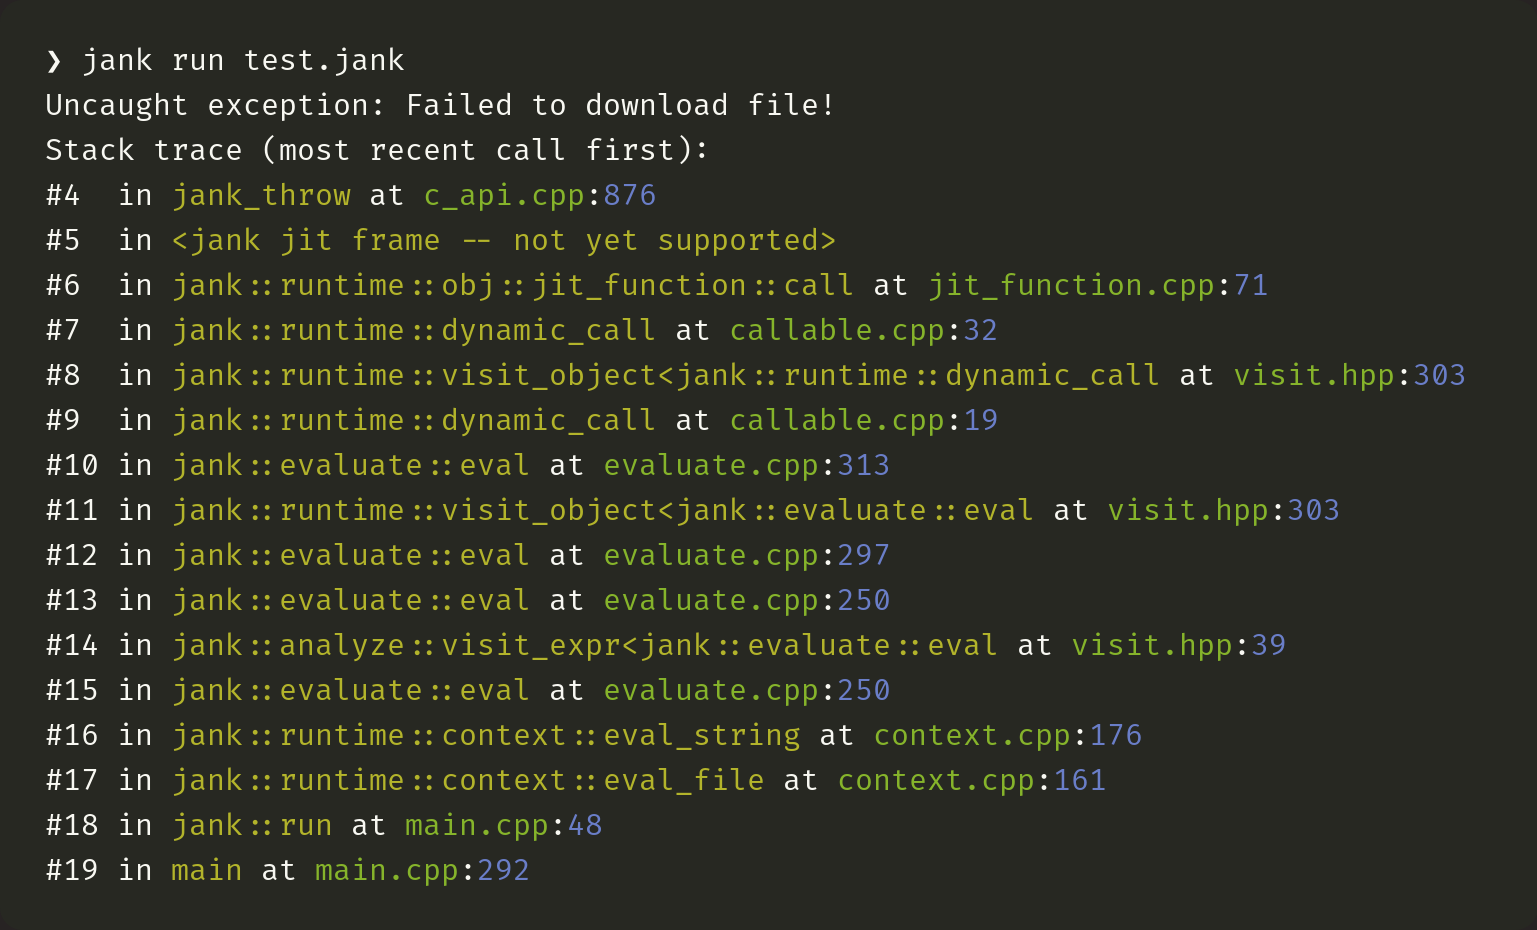 ❯ jank run test.jank
Uncaught exception: Failed to download file!
Stack trace (most recent call first):
#4  in jank_throw at c_api.cpp:876
#5  in <jank jit frame -- not yet supported>
#6  in jank::runtime::obj::jit_function::call at jit_function.cpp:71
#7  in jank::runtime::dynamic_call at callable.cpp:32
#8  in jank::runtime::visit_object<jank::runtime::dynamic_call at visit.hpp:303
#9  in jank::runtime::dynamic_call at callable.cpp:19
#10 in jank::evaluate::eval at evaluate.cpp:313
#11 in jank::runtime::visit_object<jank::evaluate::eval at visit.hpp:303
#12 in jank::evaluate::eval at evaluate.cpp:297
#13 in jank::evaluate::eval at evaluate.cpp:250
#14 in jank::analyze::visit_expr<jank::evaluate::eval at visit.hpp:39
#15 in jank::evaluate::eval at evaluate.cpp:250
#16 in jank::runtime::context::eval_string at context.cpp:176
#17 in jank::runtime::context::eval_file at context.cpp:161
#18 in jank::run at main.cpp:48
#19 in main at main.cpp:292